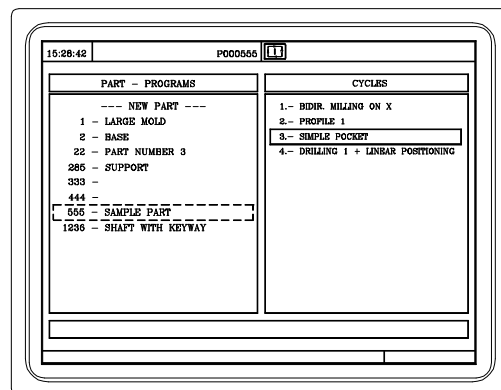 15:28:42 P000555
PART - PROGRAMS
--- NEW PART ---
1 - LARGE MOLD
2 - BASE
22 - PART NUMBER 3
285 - SUPPORT
333 -
444 -
555 - SAMPLE PART
1236 - SHAFT WITH KEYWAY
CYCLES
1.- BIDIR. MILLING ON X
2.- PROFILE 1
3.- SIMPLE POCKET
4.- DRILLING 1 + LINEAR POSITIONING